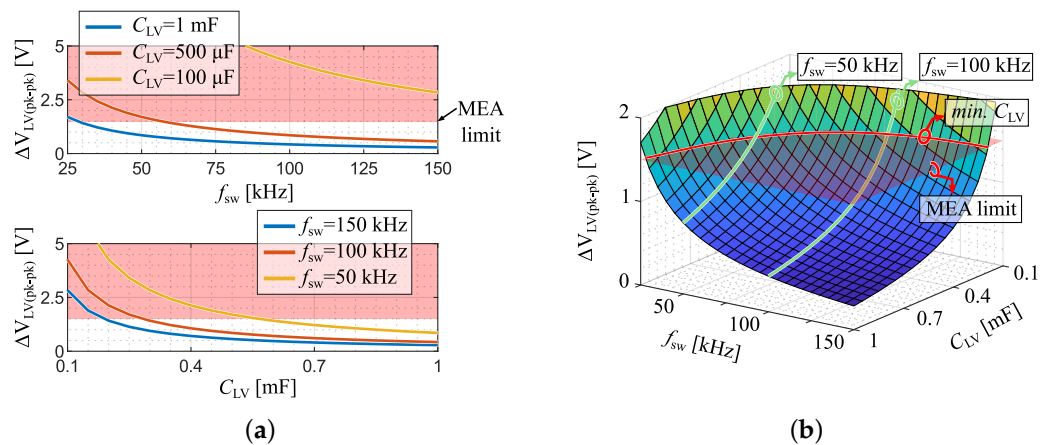 C_LV=1 mF
C_LV=500 μF
C_LV=100 μF
ΔV_LV(pk-pk) [V]
5
2.5
0
25 50 75 100 125 150
f_sw [kHz]
MEA
limit
f_sw=150 kHz
f_sw=100 kHz
f_sw=50 kHz
ΔV_LV(pk-pk) [V]
5
2.5
0
0.1 0.4 0.7 1
C_LV [mF]
(a)
f_sw=50 kHz
f_sw=100 kHz
min. C_LV
MEA limit
ΔV_LV(pk-pk) [V]
2
1
1
0
50
100
150
f_sw [kHz]
1
0.7
0.4
0.1
C_LV [mF]
(b)